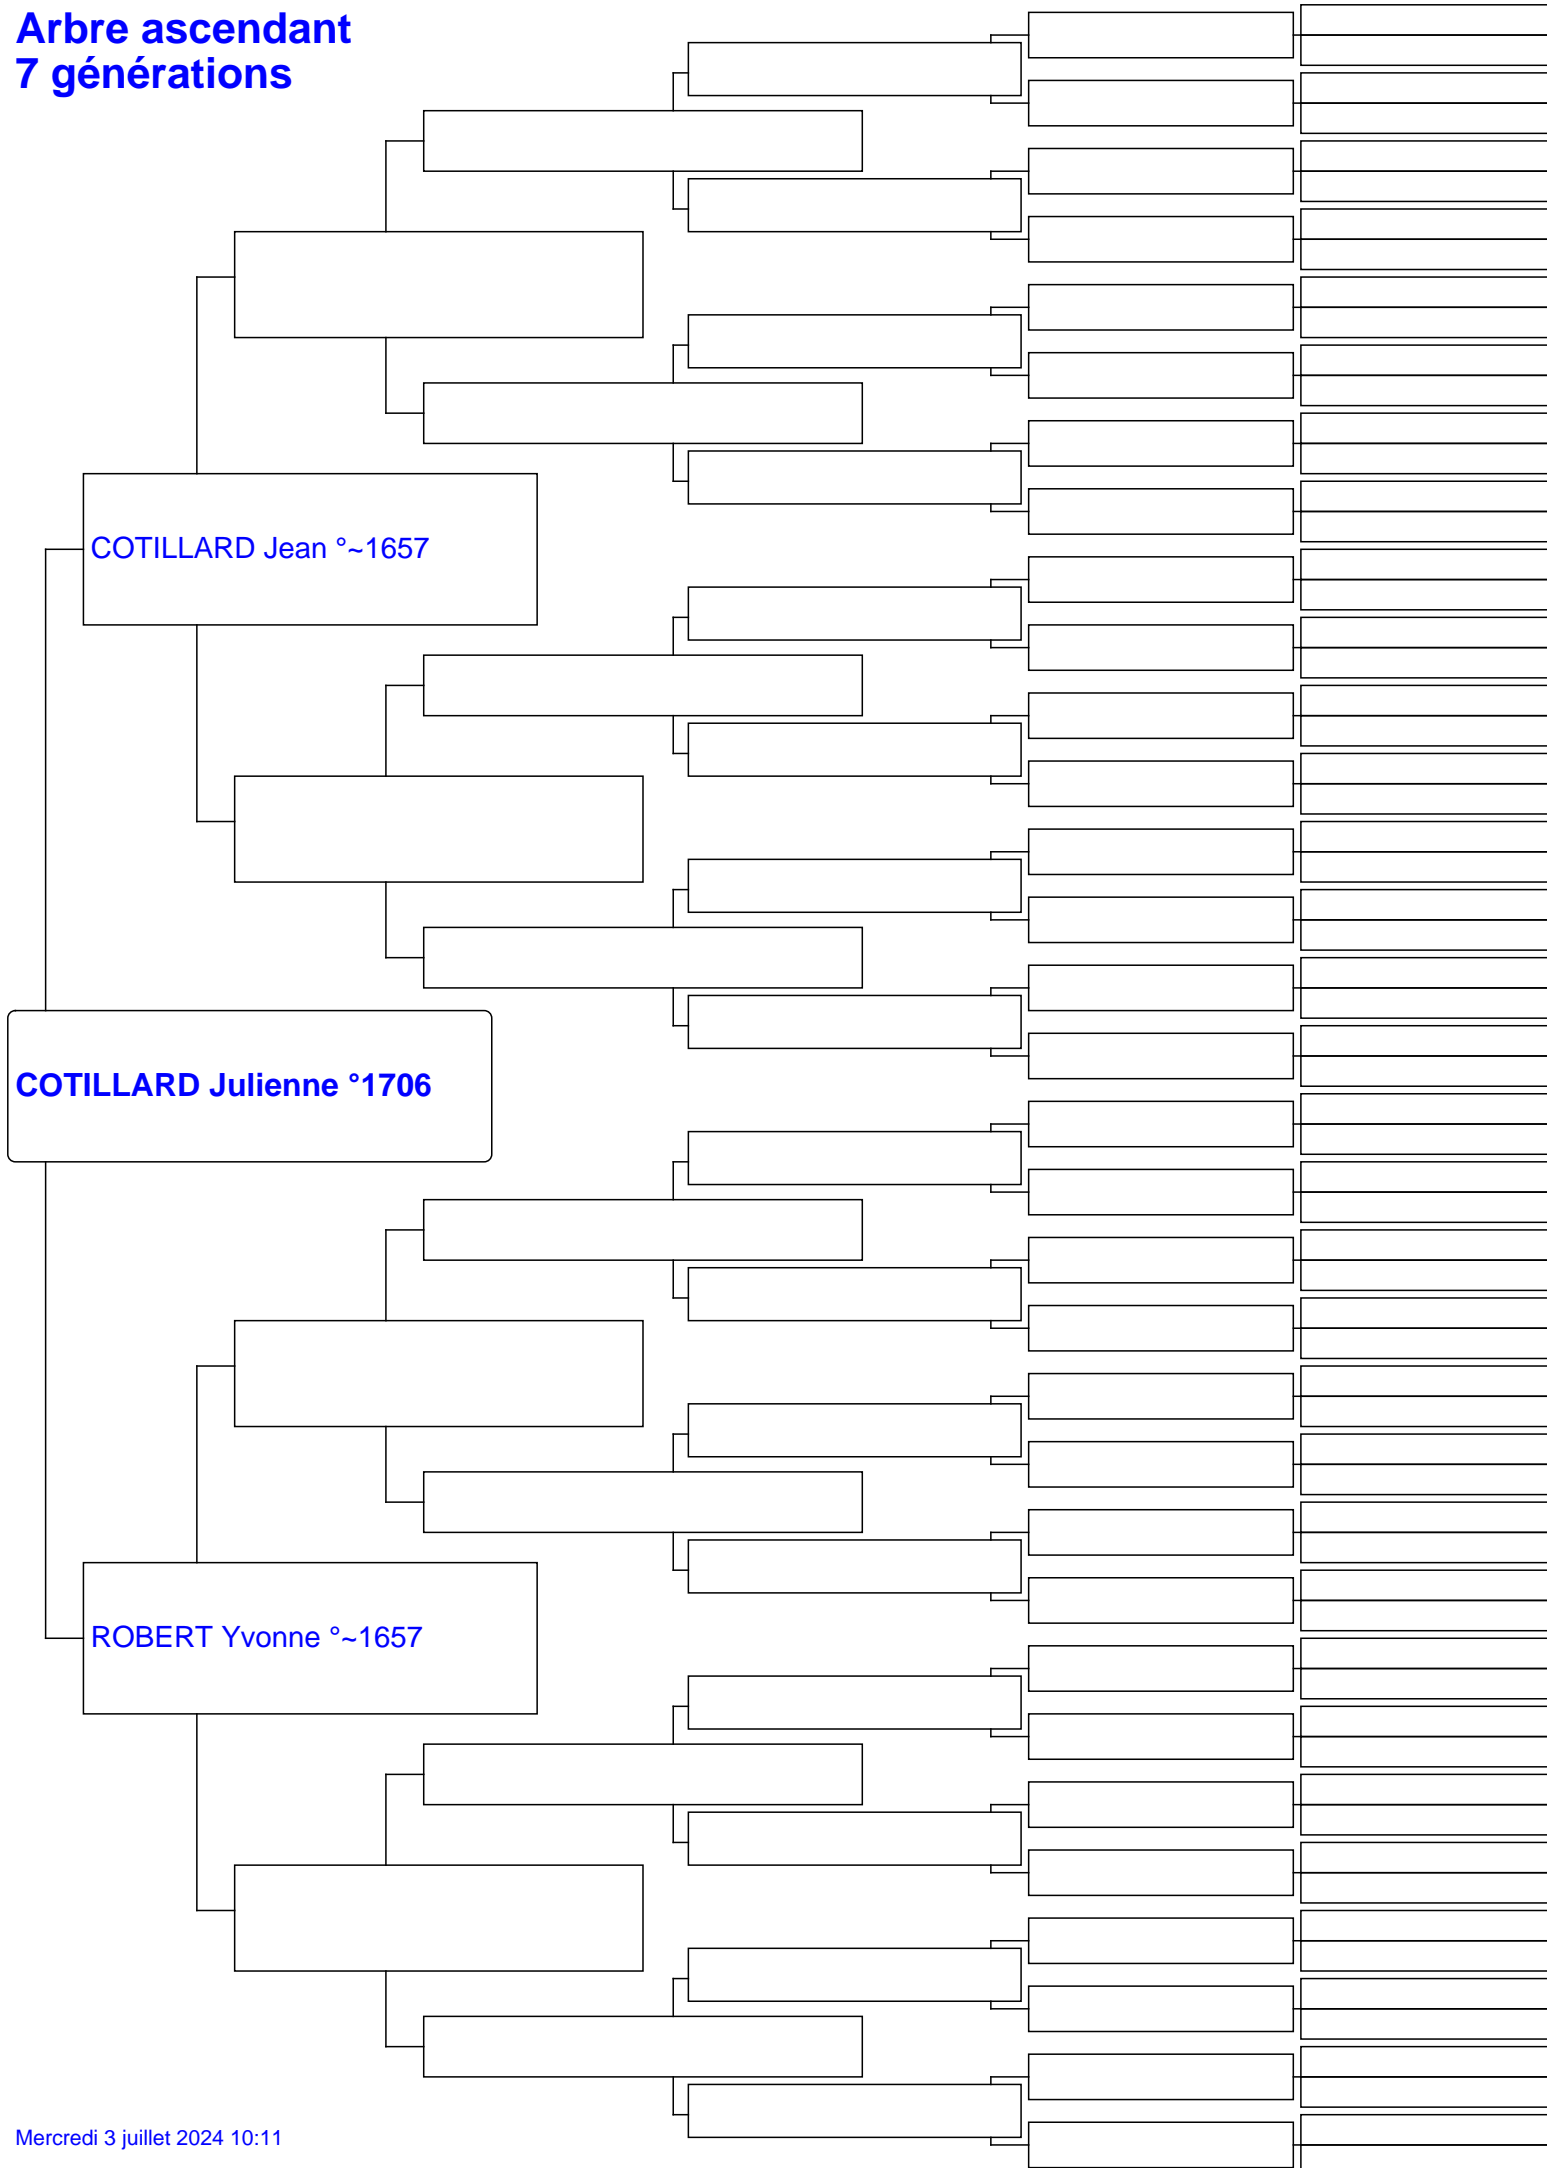 Arbre ascendant
7 générations
COTILLARD Jean °~1657
COTILLARD Julienne °1706
ROBERT Yvonne °~1657
Mercredi 3 juillet 2024 10:11